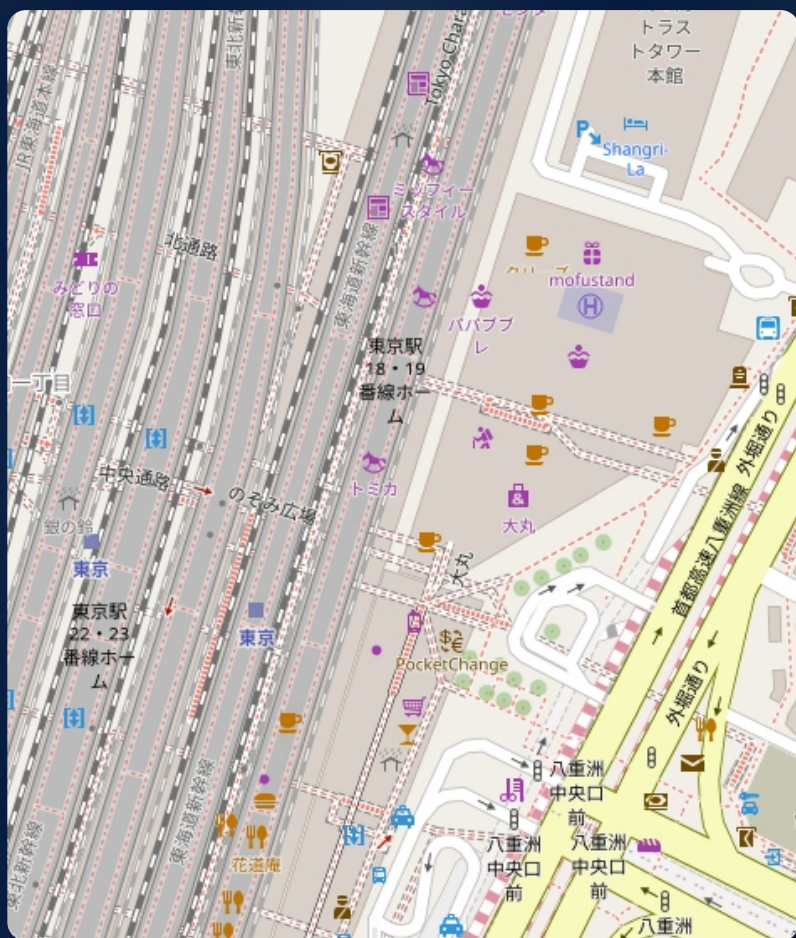 トラス
トタワー
本館
東北新幹
Tokyo Chara
JR東海道本線
Shangri-
La
P
ミッフィー
スタイル
北通路
東海道新幹線
みどりの
窓口
mofustand
H
パパブブ
レ
東京駅
18・19
番線ホー
ム
一丁目
外堀通り
中央通路
のぞみ広場
トミカ
銀の鈴
大丸
首都高速八重洲線
東京
大丸
東京駅
22・23
番線ホー
ム
東京
PocketChange
外堀通り
東海道新幹線
八重洲
中央口
前
八重洲
中央口
前
八重洲
中央口
前
花道庵
東北新幹線
八重洲